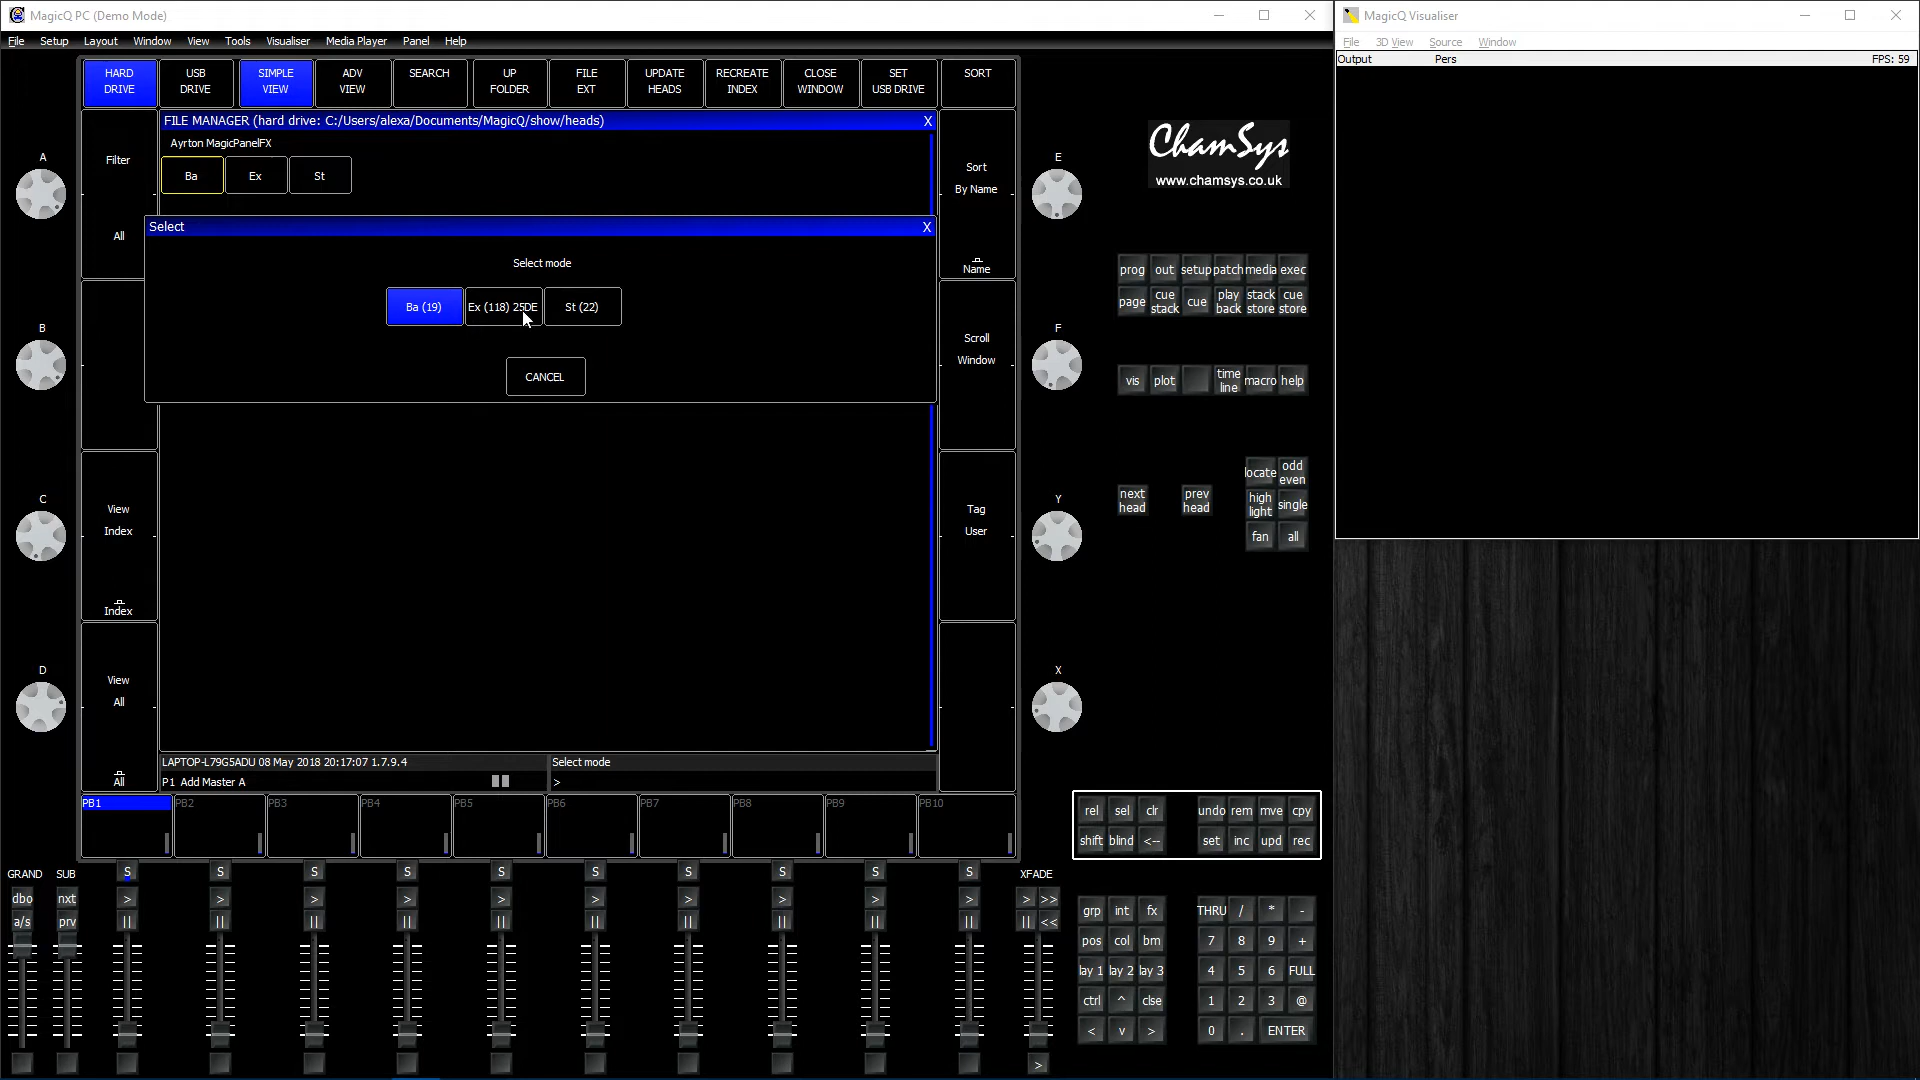 MagicQ PC (Demo Mode)
File Setup Layout Window View Tools Visualiser Media Player Panel Help
HARD DRIVE
USB DRIVE
SIMPLE VIEW
ADV VIEW
SEARCH
UP FOLDER
FILE EXT
UPDATE HEADS
RECREATE INDEX
CLOSE WINDOW
SET USB DRIVE
SORT
FILE MANAGER (hard drive: C:/Users/alexa/Documents/MagicQ/show/heads) X
Ayrton MagicPanelFX
Ba Ex St
Select X
Select mode
Ba (19) Ex (118) 25DE St (22)
CANCEL
A
B
C
D
Filter
All
View
Index
Index
View
All
All
Sort
By Name
Name
Scroll
Window
Tag
User
E
F
Y
X
LAPTOP-L79G5ADU 08 May 2018 20:17:07 1.7.9.4
Select mode
P1 Add Master A
>
PB1 PB2 PB3 PB4 PB5 PB6 PB7 PB8 PB9 PB10
GRAND SUB S S S S S S S S S S XFADE
dbo nxt > > > > > > > > > > > >>
a/s prv || || || || || || || || || || || <<
>
ChamSys
www.chamsys.co.uk
prog out setup patch media exec
page cue stack cue play back stack store cue store
vis plot time line macro help
next head
prev head
locate odd even
high light single
fan all
rel sel clr undo rem mve cpy
shift blind <-- set inc upd rec
grp int fx THRU / * -
pos col bm 7 8 9 +
lay 1 lay 2 lay 3 4 5 6 FULL
ctrl ^ clse 1 2 3 @
< v > 0 . ENTER
MagicQ Visualiser
File 3D View Source Window
Output Pers FPS: 59